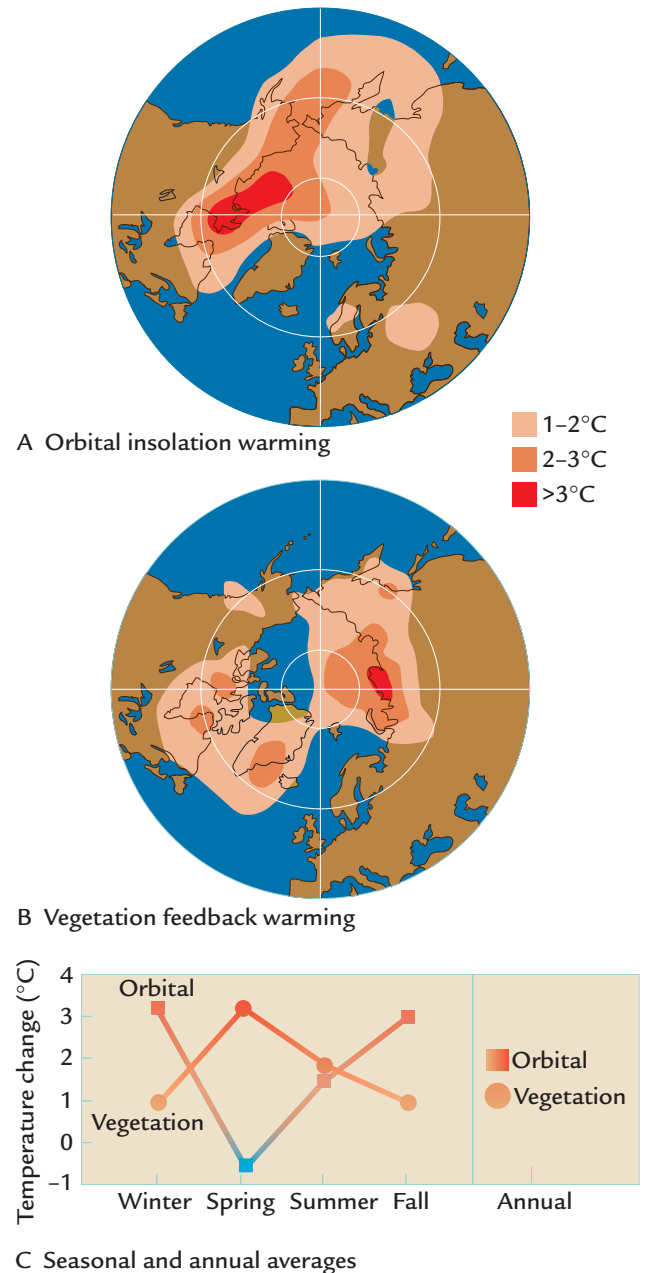 A Orbital insolation warming
1–2°C
2–3°C
>3°C
B Vegetation feedback warming
Temperature change (°C)
4
3
2
1
0
–1
Orbital
Vegetation
Orbital
Vegetation
Winter Spring Summer Fall Annual
C Seasonal and annual averages